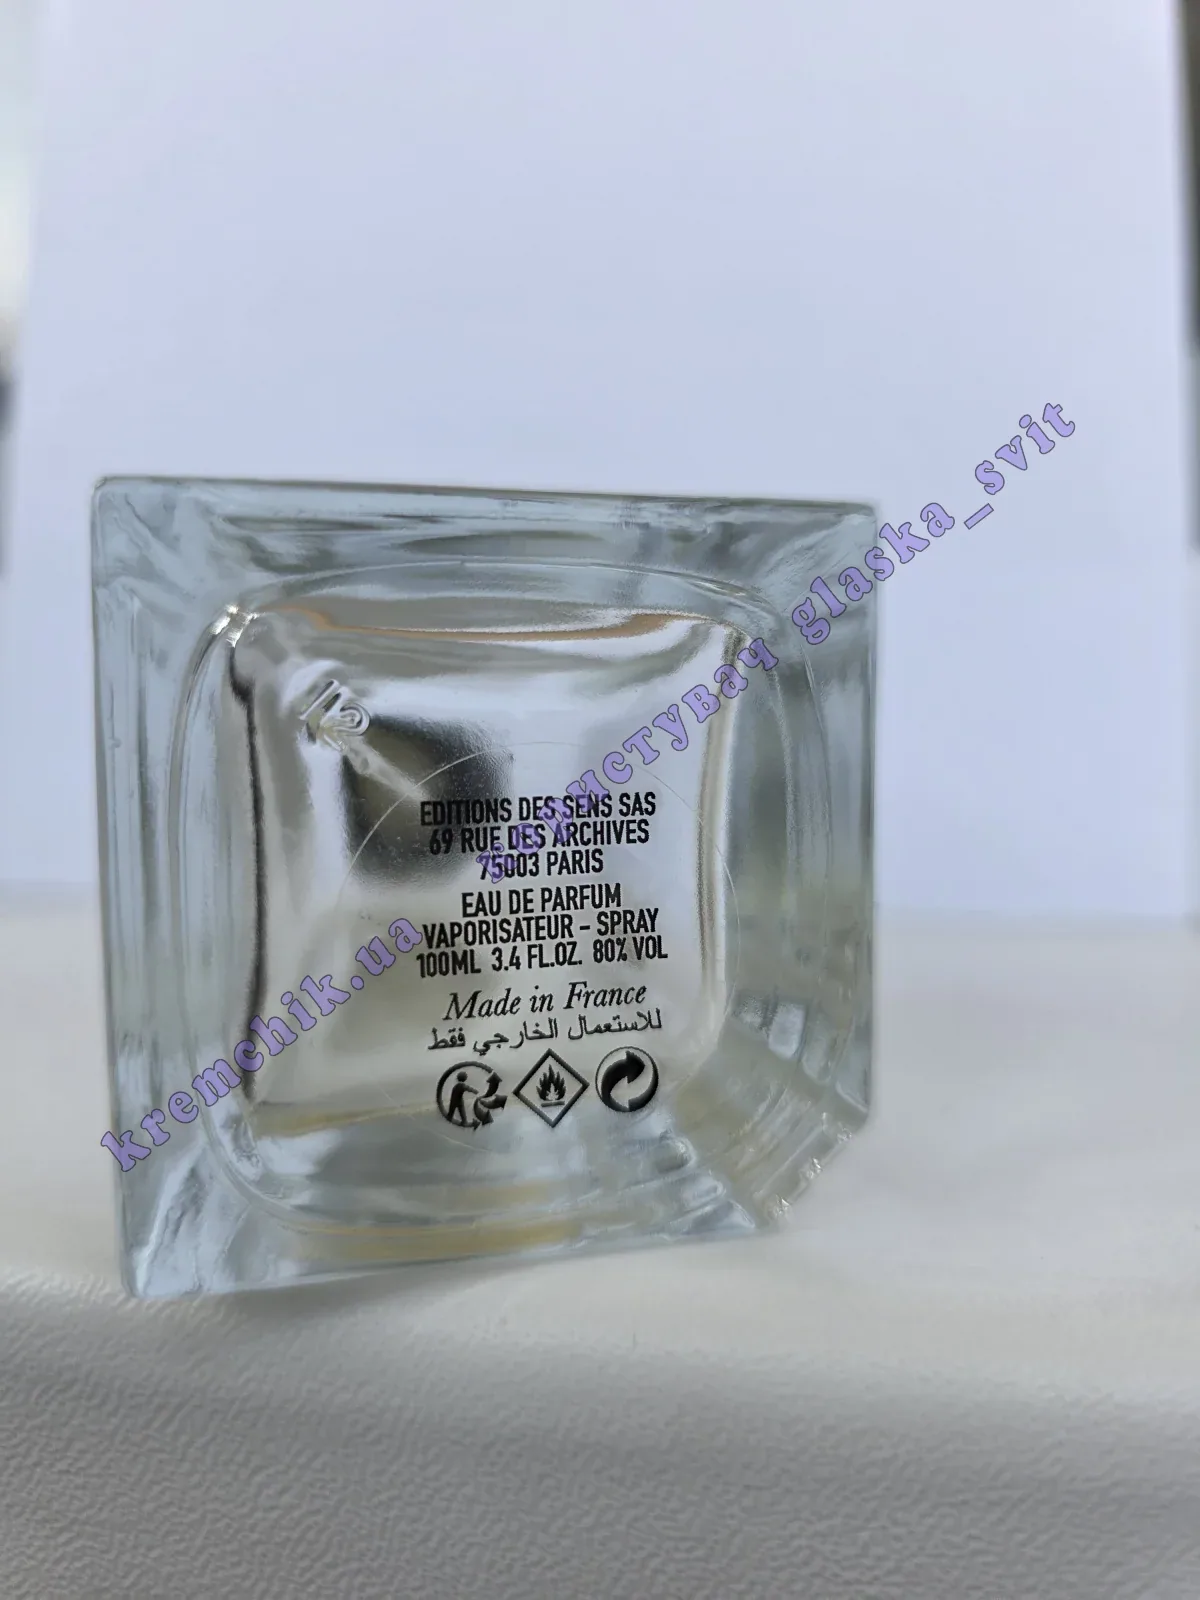 EDITIONS DES SENS SAS
69 RUE DES ARCHIVES
75003 PARIS
EAU DE PARFUM
VAPORISATEUR – SPRAY
100ML 3.4 FL.OZ. 80% VOL
Made in France
للاستعمال الخارجي فقط
kremchik.ua користувач glaska_svit